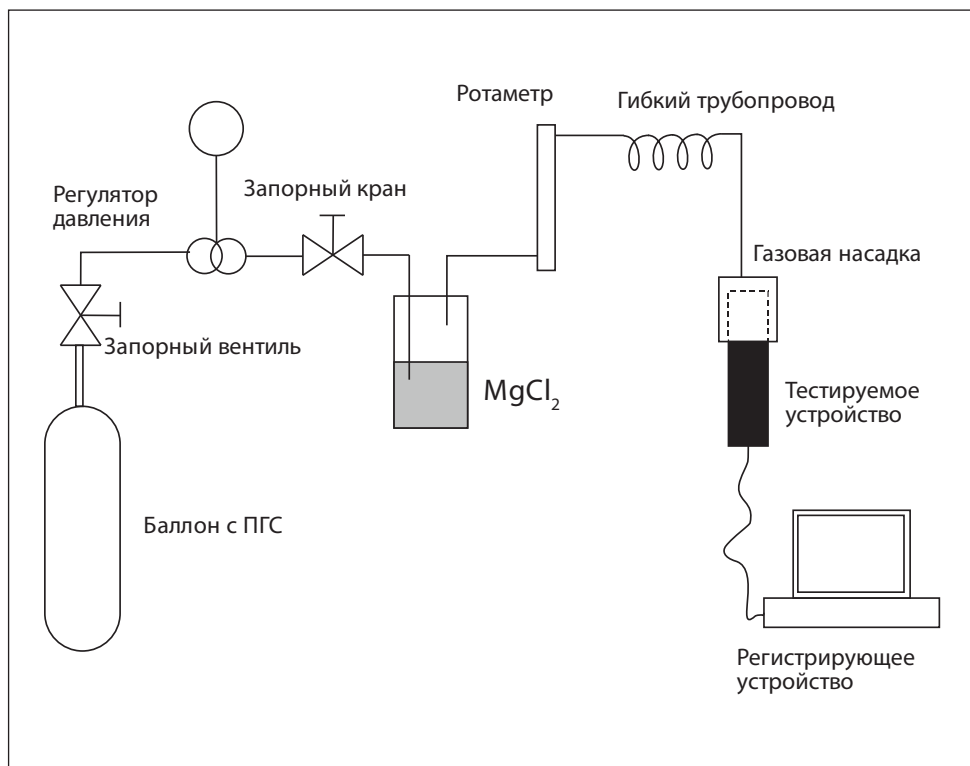 Ротаметр
Гибкий трубопровод
Регулятор
давления
Запорный кран
Газовая насадка
Запорный вентиль
MgCl₂
Тестируемое
устройство
Баллон с ПГС
Регистрирующее
устройство